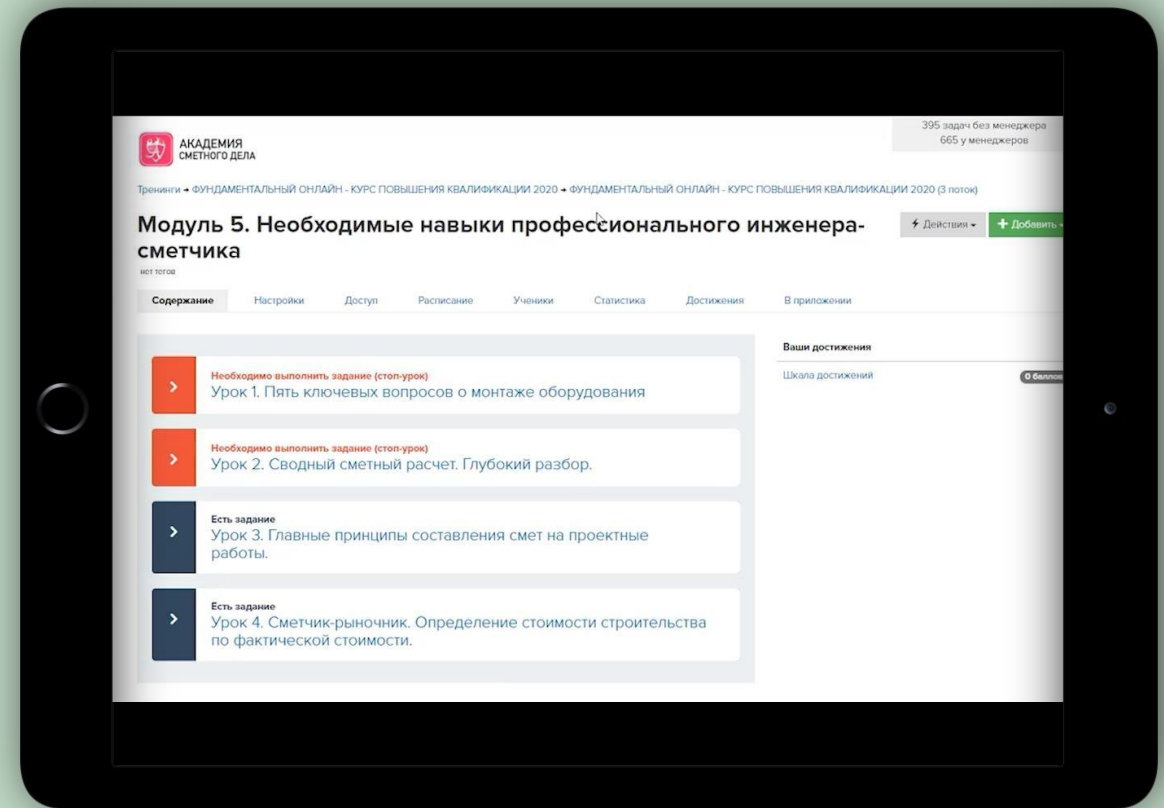 АКАДЕМИЯ
СМЕТНОГО ДЕЛА
395 задач без менеджера
665 у менеджеров
Тренинги → ФУНДАМЕНТАЛЬНЫЙ ОНЛАЙН - КУРС ПОВЫШЕНИЯ КВАЛИФИКАЦИИ 2020 → ФУНДАМЕНТАЛЬНЫЙ ОНЛАЙН - КУРС ПОВЫШЕНИЯ КВАЛИФИКАЦИИ 2020 (3 поток)
Модуль 5. Необходимые навыки профессионального инженера-
сметчика
нет тегов
Действия
+ Добавить
Содержание Настройки Доступ Расписание Ученики Статистика Достижения В приложении
Необходимо выполнить задание (стоп-урок)
Урок 1. Пять ключевых вопросов о монтаже оборудования
Необходимо выполнить задание (стоп-урок)
Урок 2. Сводный сметный расчет. Глубокий разбор.
Есть задание
Урок 3. Главные принципы составления смет на проектные
работы.
Есть задание
Урок 4. Сметчик-рыночник. Определение стоимости строительства
по фактической стоимости.
Ваши достижения
Шкала достижений
0 баллов